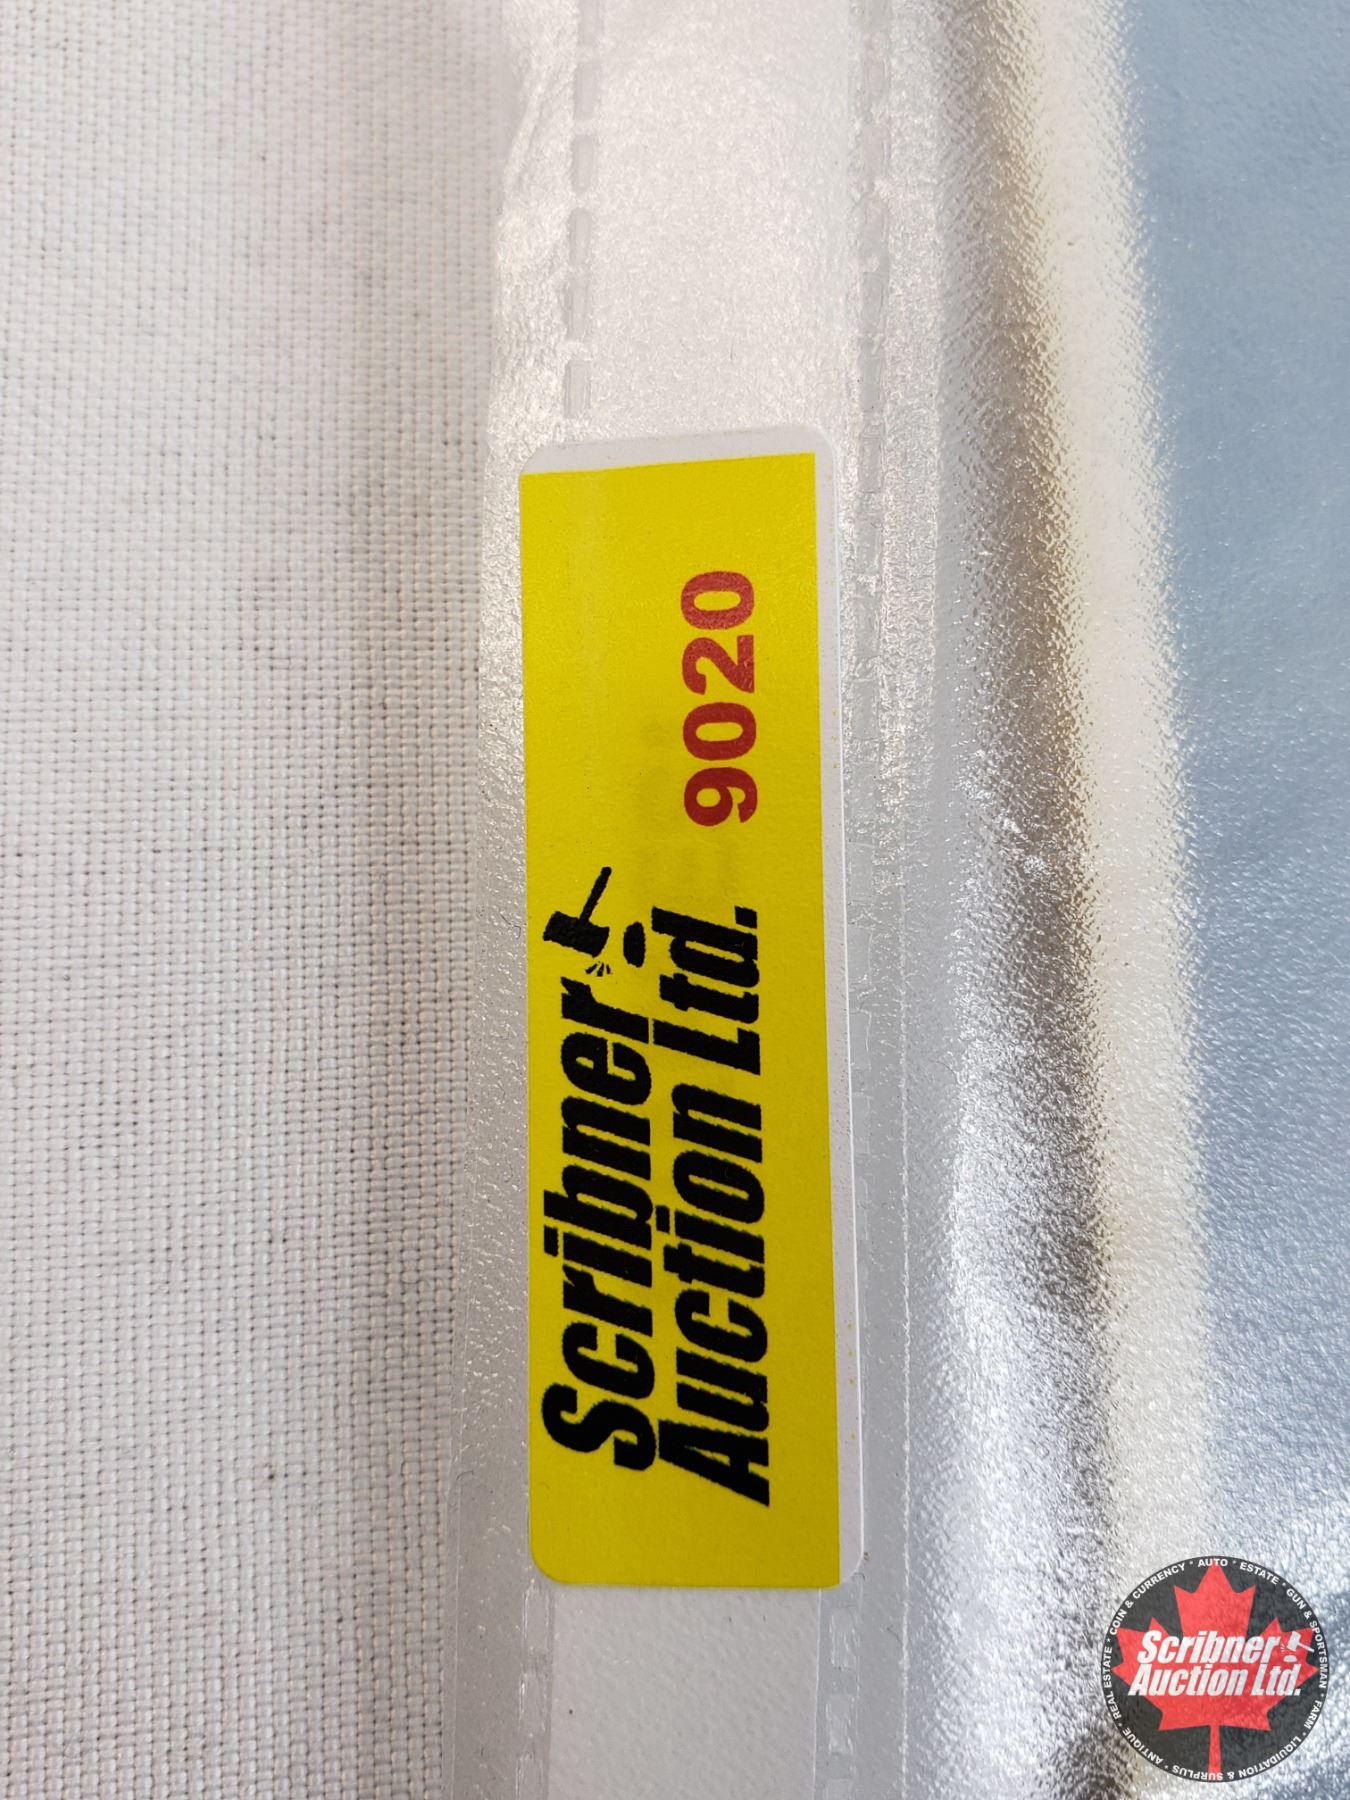 Scribner
Auction Ltd. 9020
COIN & CURRENCY * AUTO * ESTATE * GUN & SPORTSMAN * FARM * LIQUIDATION & SURPLUS * ANTIQUE * REAL ESTATE *
Scribner
Auction Ltd.